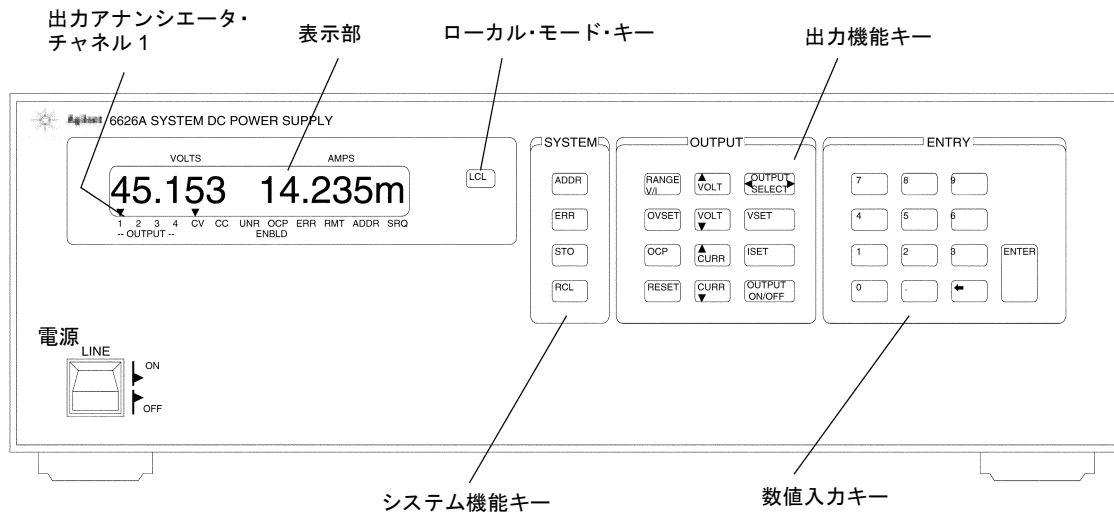 出力アナンシエータ・
チャネル1
表示部
ローカル・モード・キー
出力機能キー
Agilent 6626A SYSTEM DC POWER SUPPLY
VOLTS AMPS
45.153 14.235m
1 2 3 4 CV CC UNR OCP ERR RMT ADDR SRQ
-- OUTPUT -- ENBLD
LCL
SYSTEM
ADDR
ERR
STO
RCL
OUTPUT
RANGE V/I
▲ VOLT
◀OUTPUT SELECT▶
OVSET
VOLT ▼
VSET
OCP
▲ CURR
ISET
RESET
CURR ▼
OUTPUT ON/OFF
ENTRY
7 8 9
4 5 6
1 2 3 ENTER
0 . ←
電源
LINE
ON
OFF
システム機能キー
数値入力キー